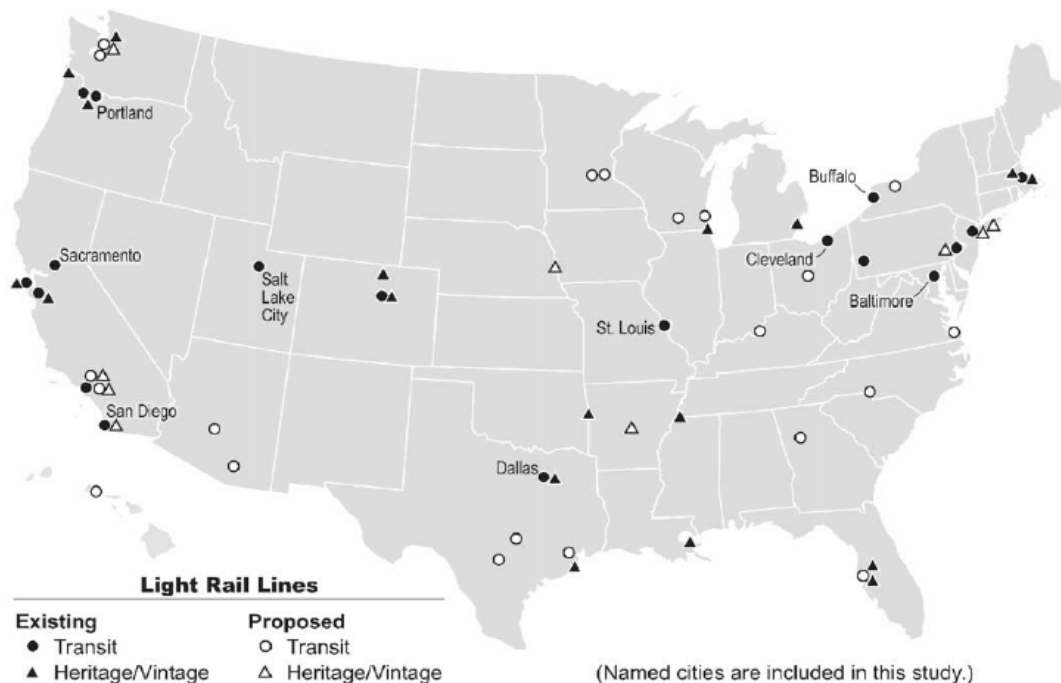 Portland
Buffalo
Sacramento
Salt
Lake
City
Cleveland
Baltimore
St. Louis
San Diego
Dallas
Light Rail Lines
Existing
Proposed
Transit
Transit
Heritage/Vintage
Heritage/Vintage
(Named cities are included in this study.)